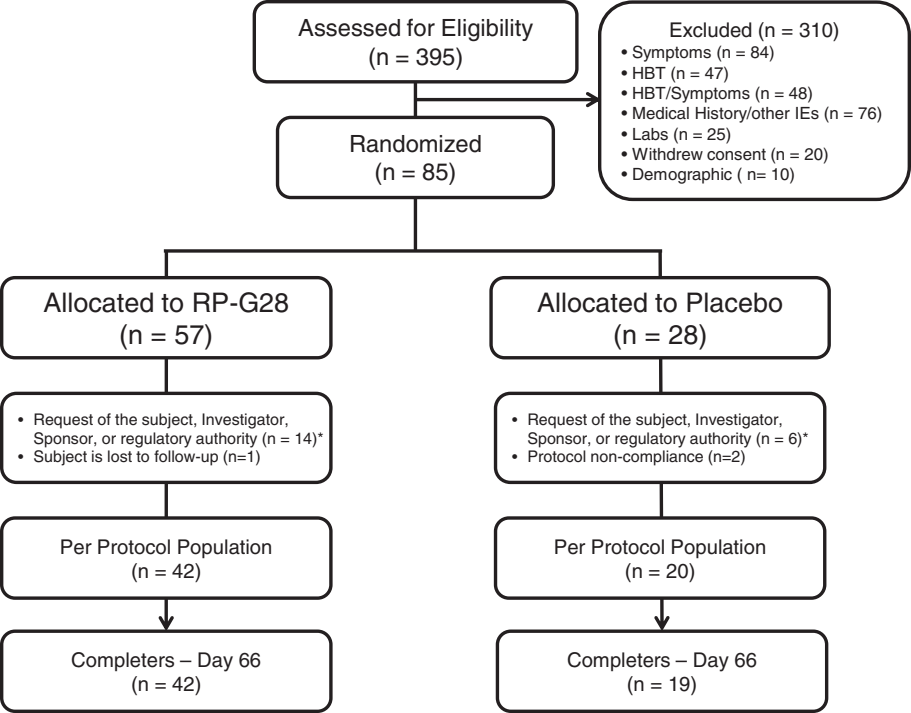 Assessed for Eligibility
(n = 395)
Excluded (n = 310)
• Symptoms (n = 84)
• HBT (n = 47)
• HBT/Symptoms (n = 48)
• Medical History/other IEs (n = 76)
• Labs (n = 25)
• Withdrew consent (n = 20)
• Demographic ( n= 10)
Randomized
(n = 85)
Allocated to RP-G28
(n = 57)
Allocated to Placebo
(n = 28)
• Request of the subject, Investigator,
Sponsor, or regulatory authority (n = 14)*
• Subject is lost to follow-up (n=1)
• Request of the subject, Investigator,
Sponsor, or regulatory authority (n = 6)*
• Protocol non-compliance (n=2)
Per Protocol Population
(n = 42)
Per Protocol Population
(n = 20)
Completers – Day 66
(n = 42)
Completers – Day 66
(n = 19)